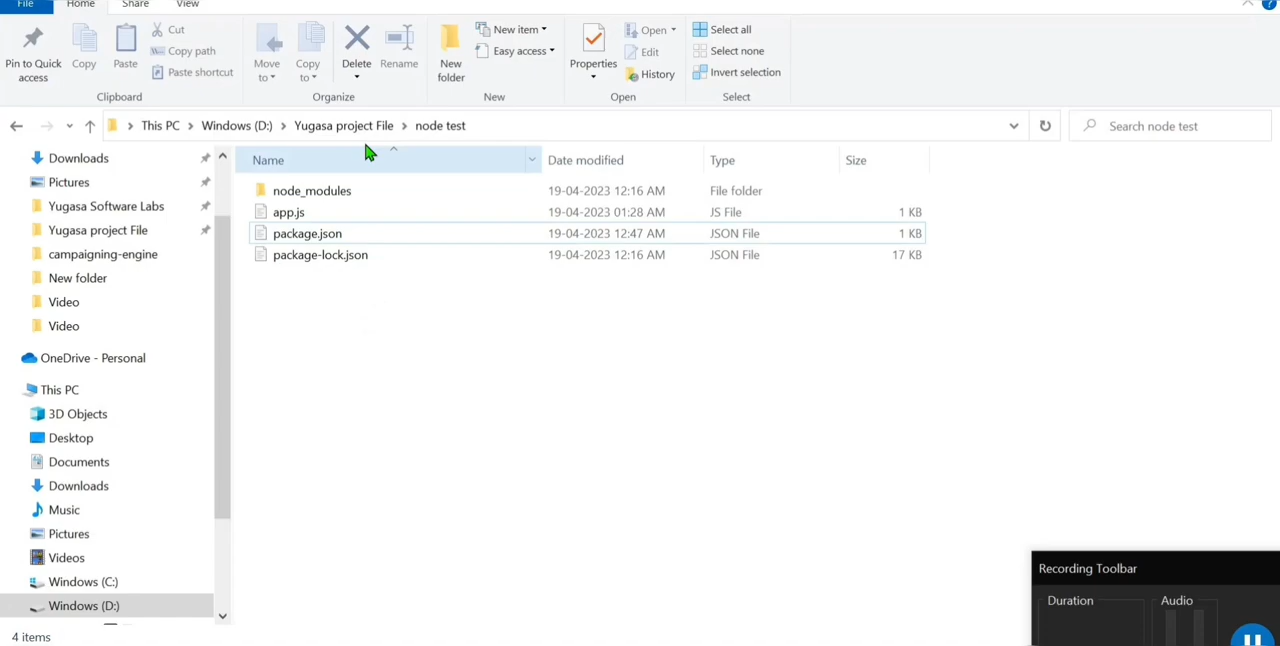 File Home Share View
Pin to Quick access
Copy
Paste
Cut
Copy path
Paste shortcut
Clipboard
Move to
Copy to
Delete
Rename
Organize
New folder
New item
Easy access
New
Properties
Open
Edit
History
Open
Select all
Select none
Invert selection
Select
This PC > Windows (D:) > Yugasa project File > node test
Search node test
Name Date modified Type Size
node_modules 19-04-2023 12:16 AM File folder
app.js 19-04-2023 01:28 AM JS File 1 KB
package.json 19-04-2023 12:47 AM JSON File 1 KB
package-lock.json 19-04-2023 12:16 AM JSON File 17 KB
Downloads
Pictures
Yugasa Software Labs
Yugasa project File
campaigning-engine
New folder
Video
Video
OneDrive - Personal
This PC
3D Objects
Desktop
Documents
Downloads
Music
Pictures
Videos
Windows (C:)
Windows (D:)
4 items
Recording Toolbar
Duration
Audio